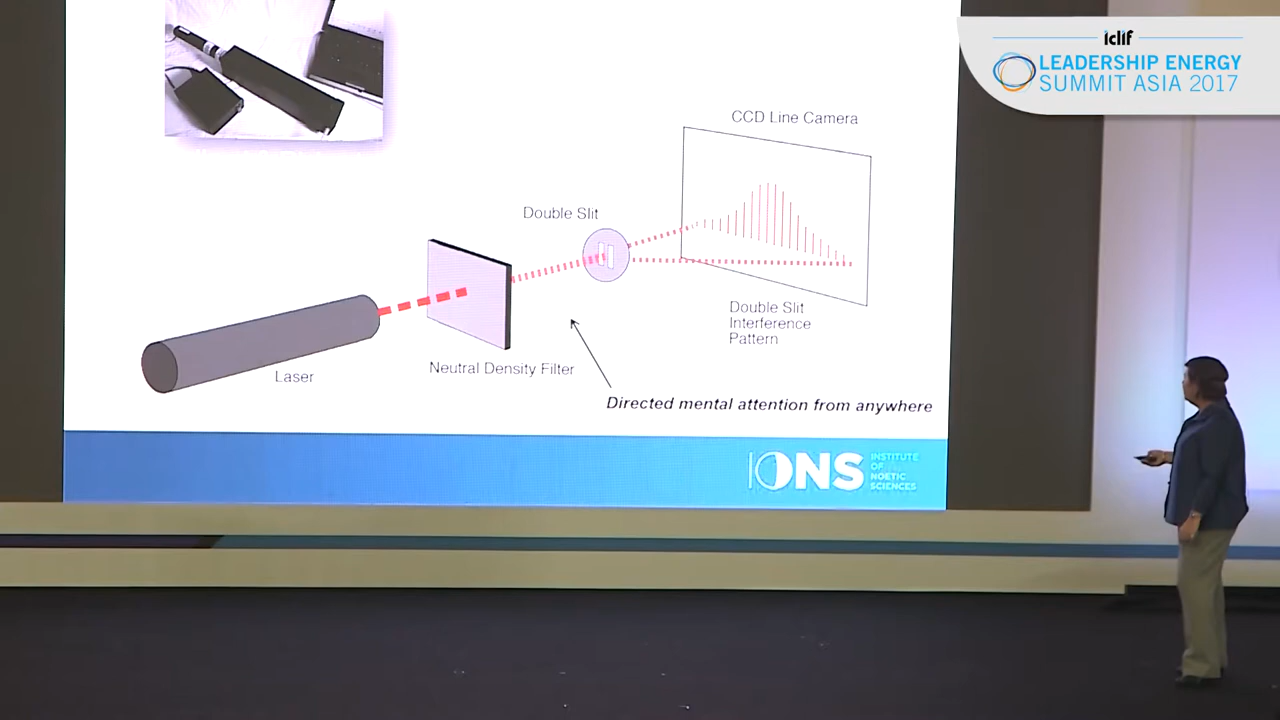 iclif
LEADERSHIP ENERGY
SUMMIT ASIA 2017
CCD Line Camera
Double Slit
Double Slit
Interference
Pattern
Neutral Density Filter
Laser
Directed mental attention from anywhere
IONS
INSTITUTE
OF
NOETIC
SCIENCES